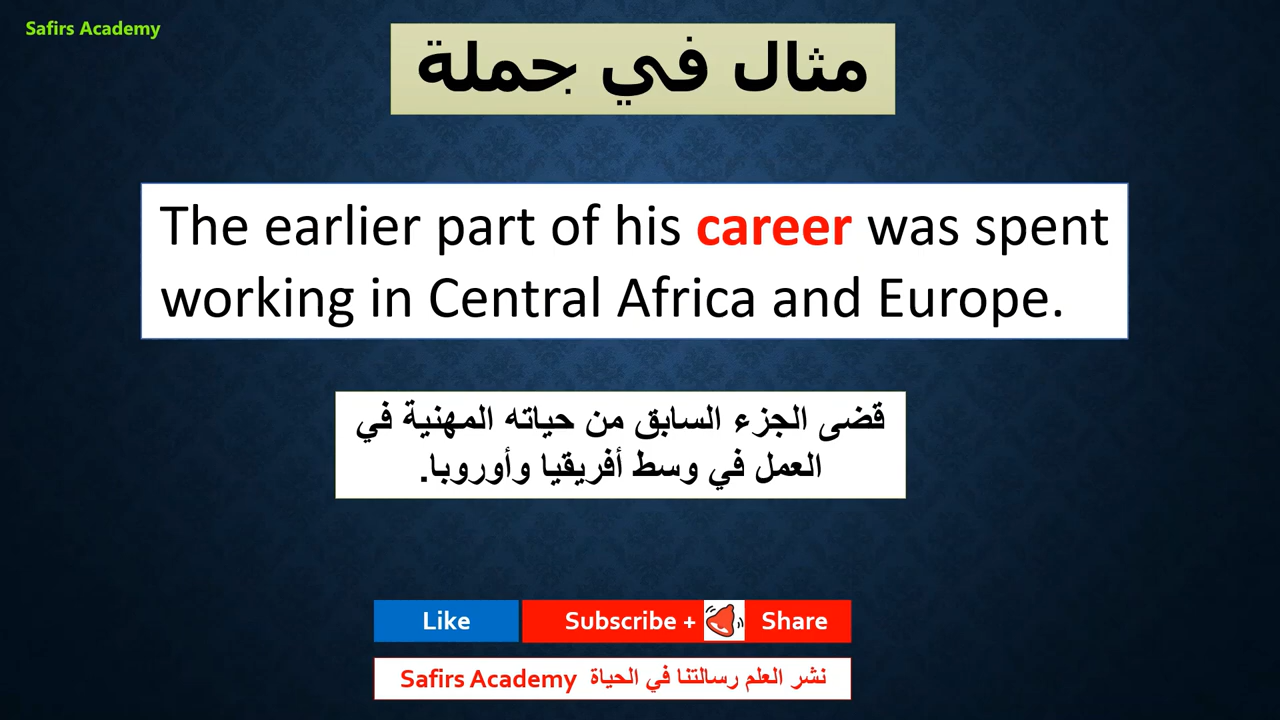 Safirs Academy
مثال في جملة
The earlier part of his career was spent
working in Central Africa and Europe.
قضى الجزء السابق من حياته المهنية في
العمل في وسط أفريقيا وأوروبا.
Like
Subscribe +
Share
Safirs Academy نشر العلم رسالتنا في الحياة